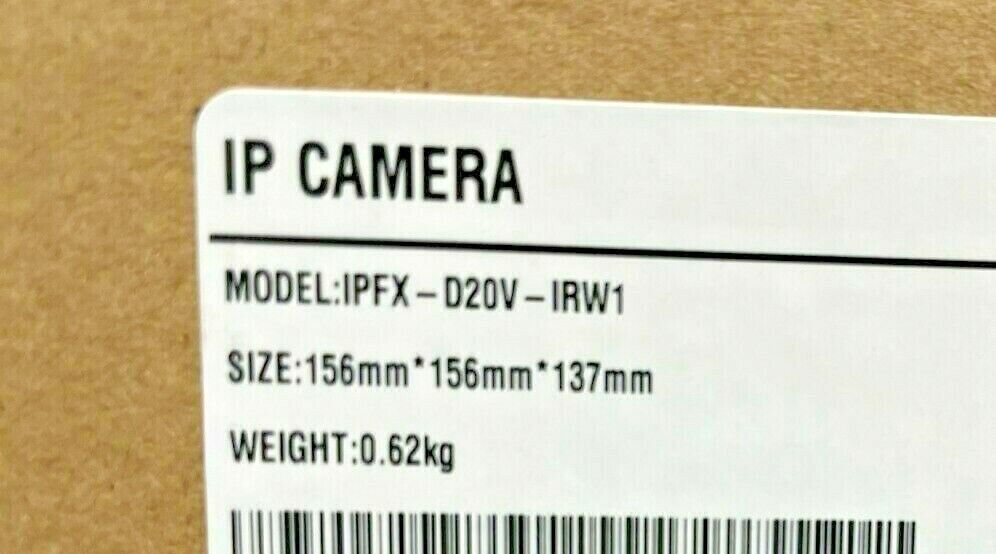 IP CAMERA
MODEL:IPFX – D20V – IRW1
SIZE:156mm*156mm*137mm
WEIGHT:0.62kg